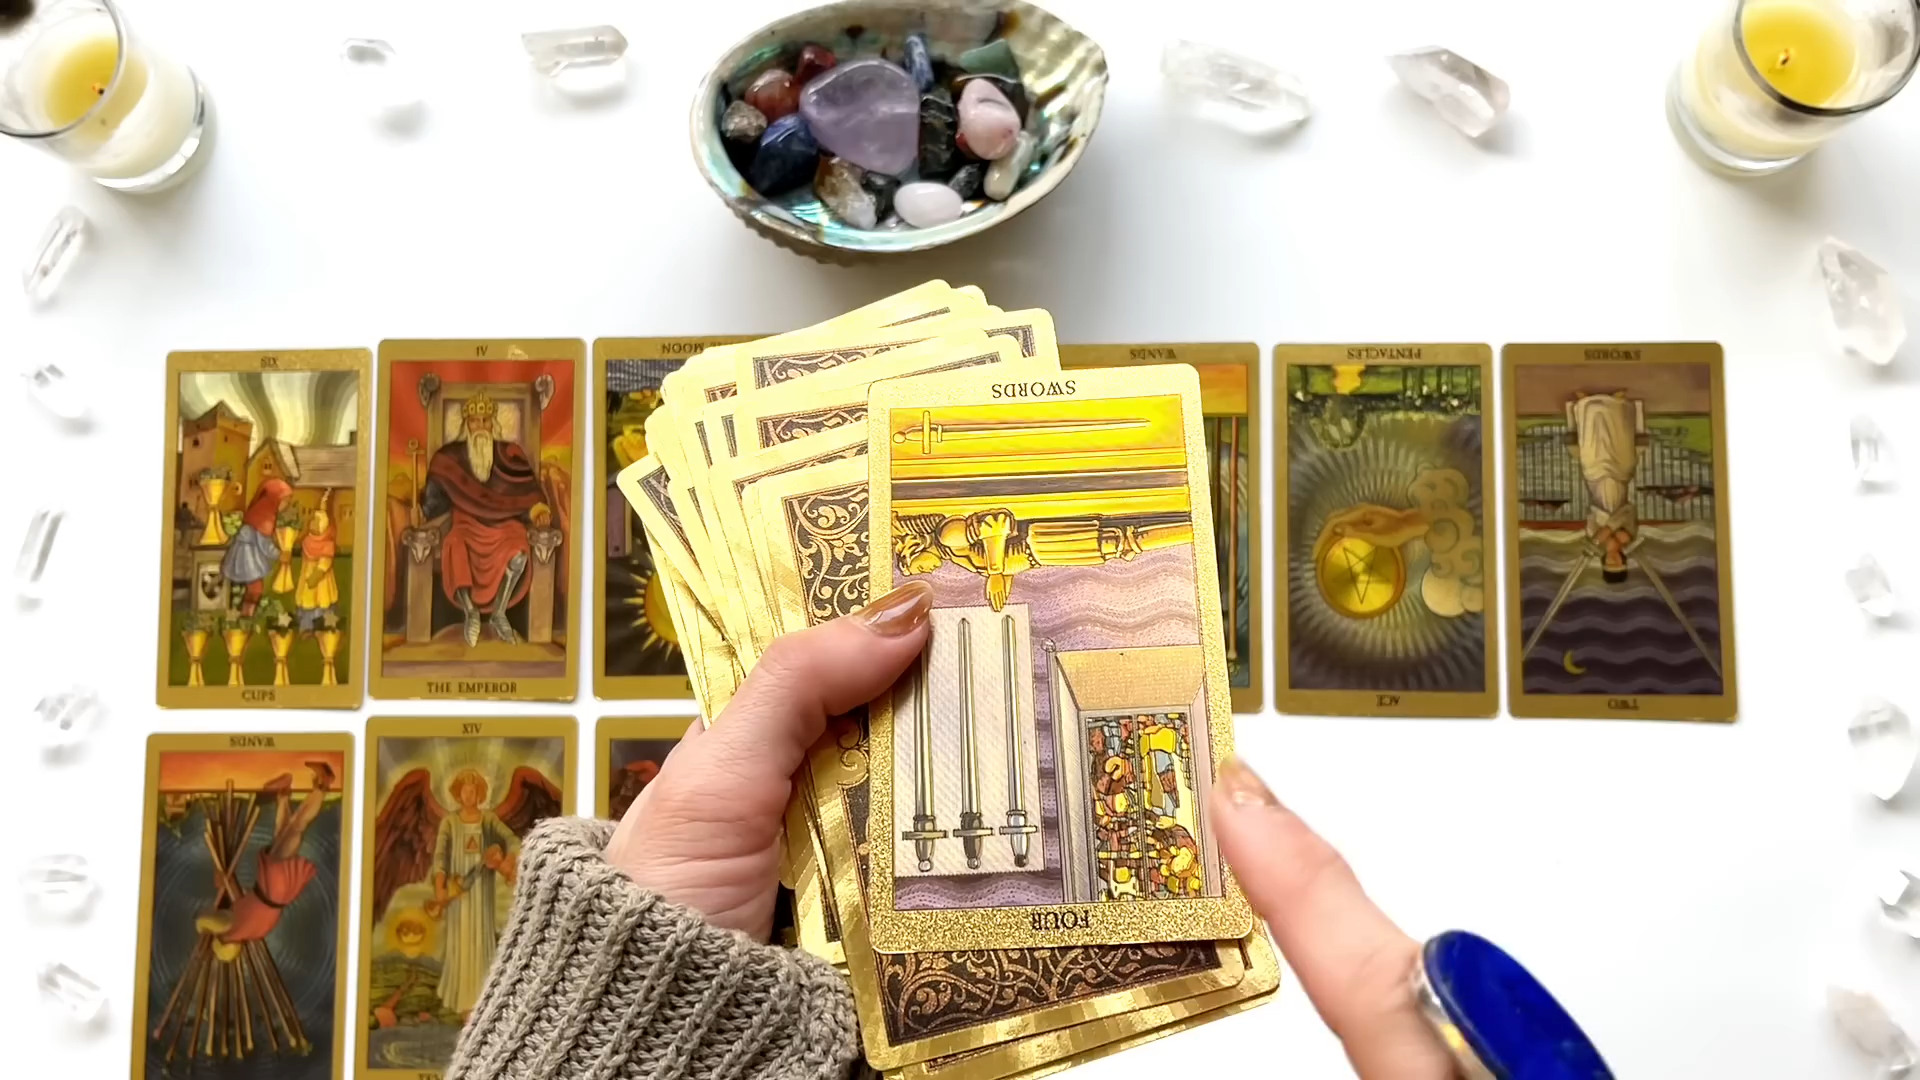 SIX
IV
MOON
WANDS
PENTACLES
SWORDS
SWORDS
CUPS
THE EMPEROR
ACE
TWO
WANDS
XIV
FOUR